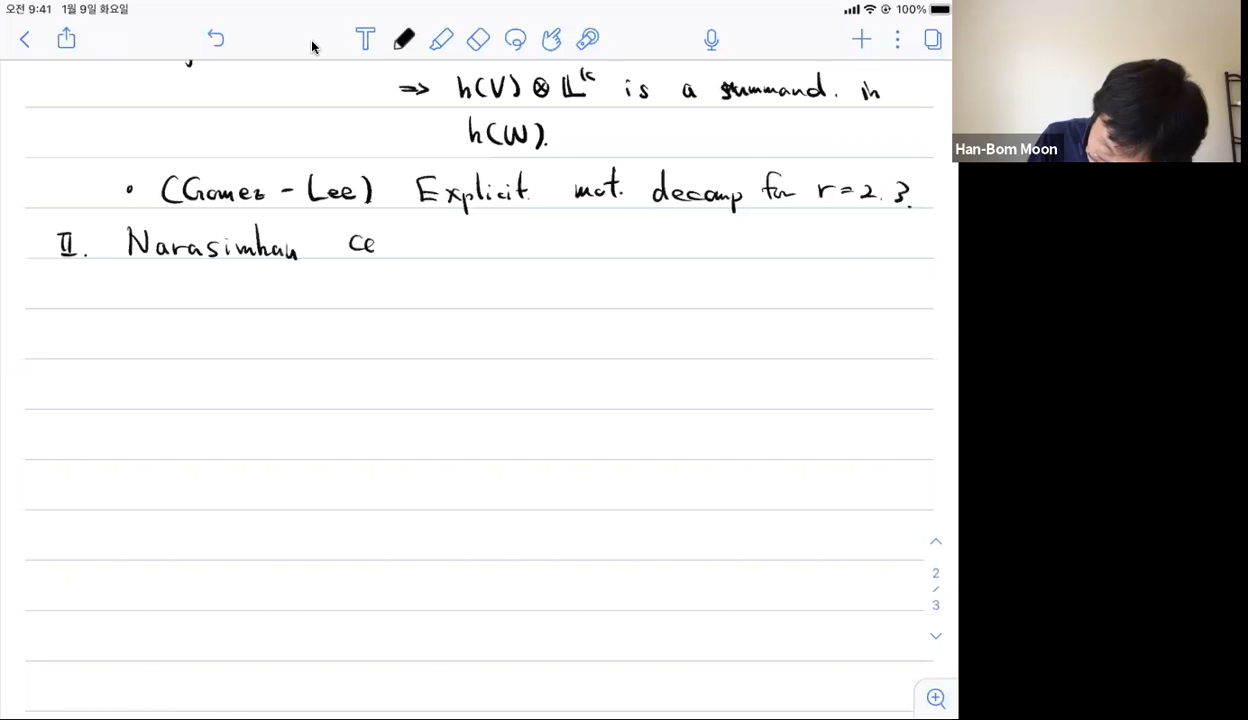 오전 9:41 1월 9일 화요일
100%
T
⇒ h(V) ⊗ 𝕃^k is a summand. in
h(W).
Han-Bom Moon
• (Gomez - Lee) Explicit mot. decomp for r=2.3.
II. Narasimhan ce
2
/
3